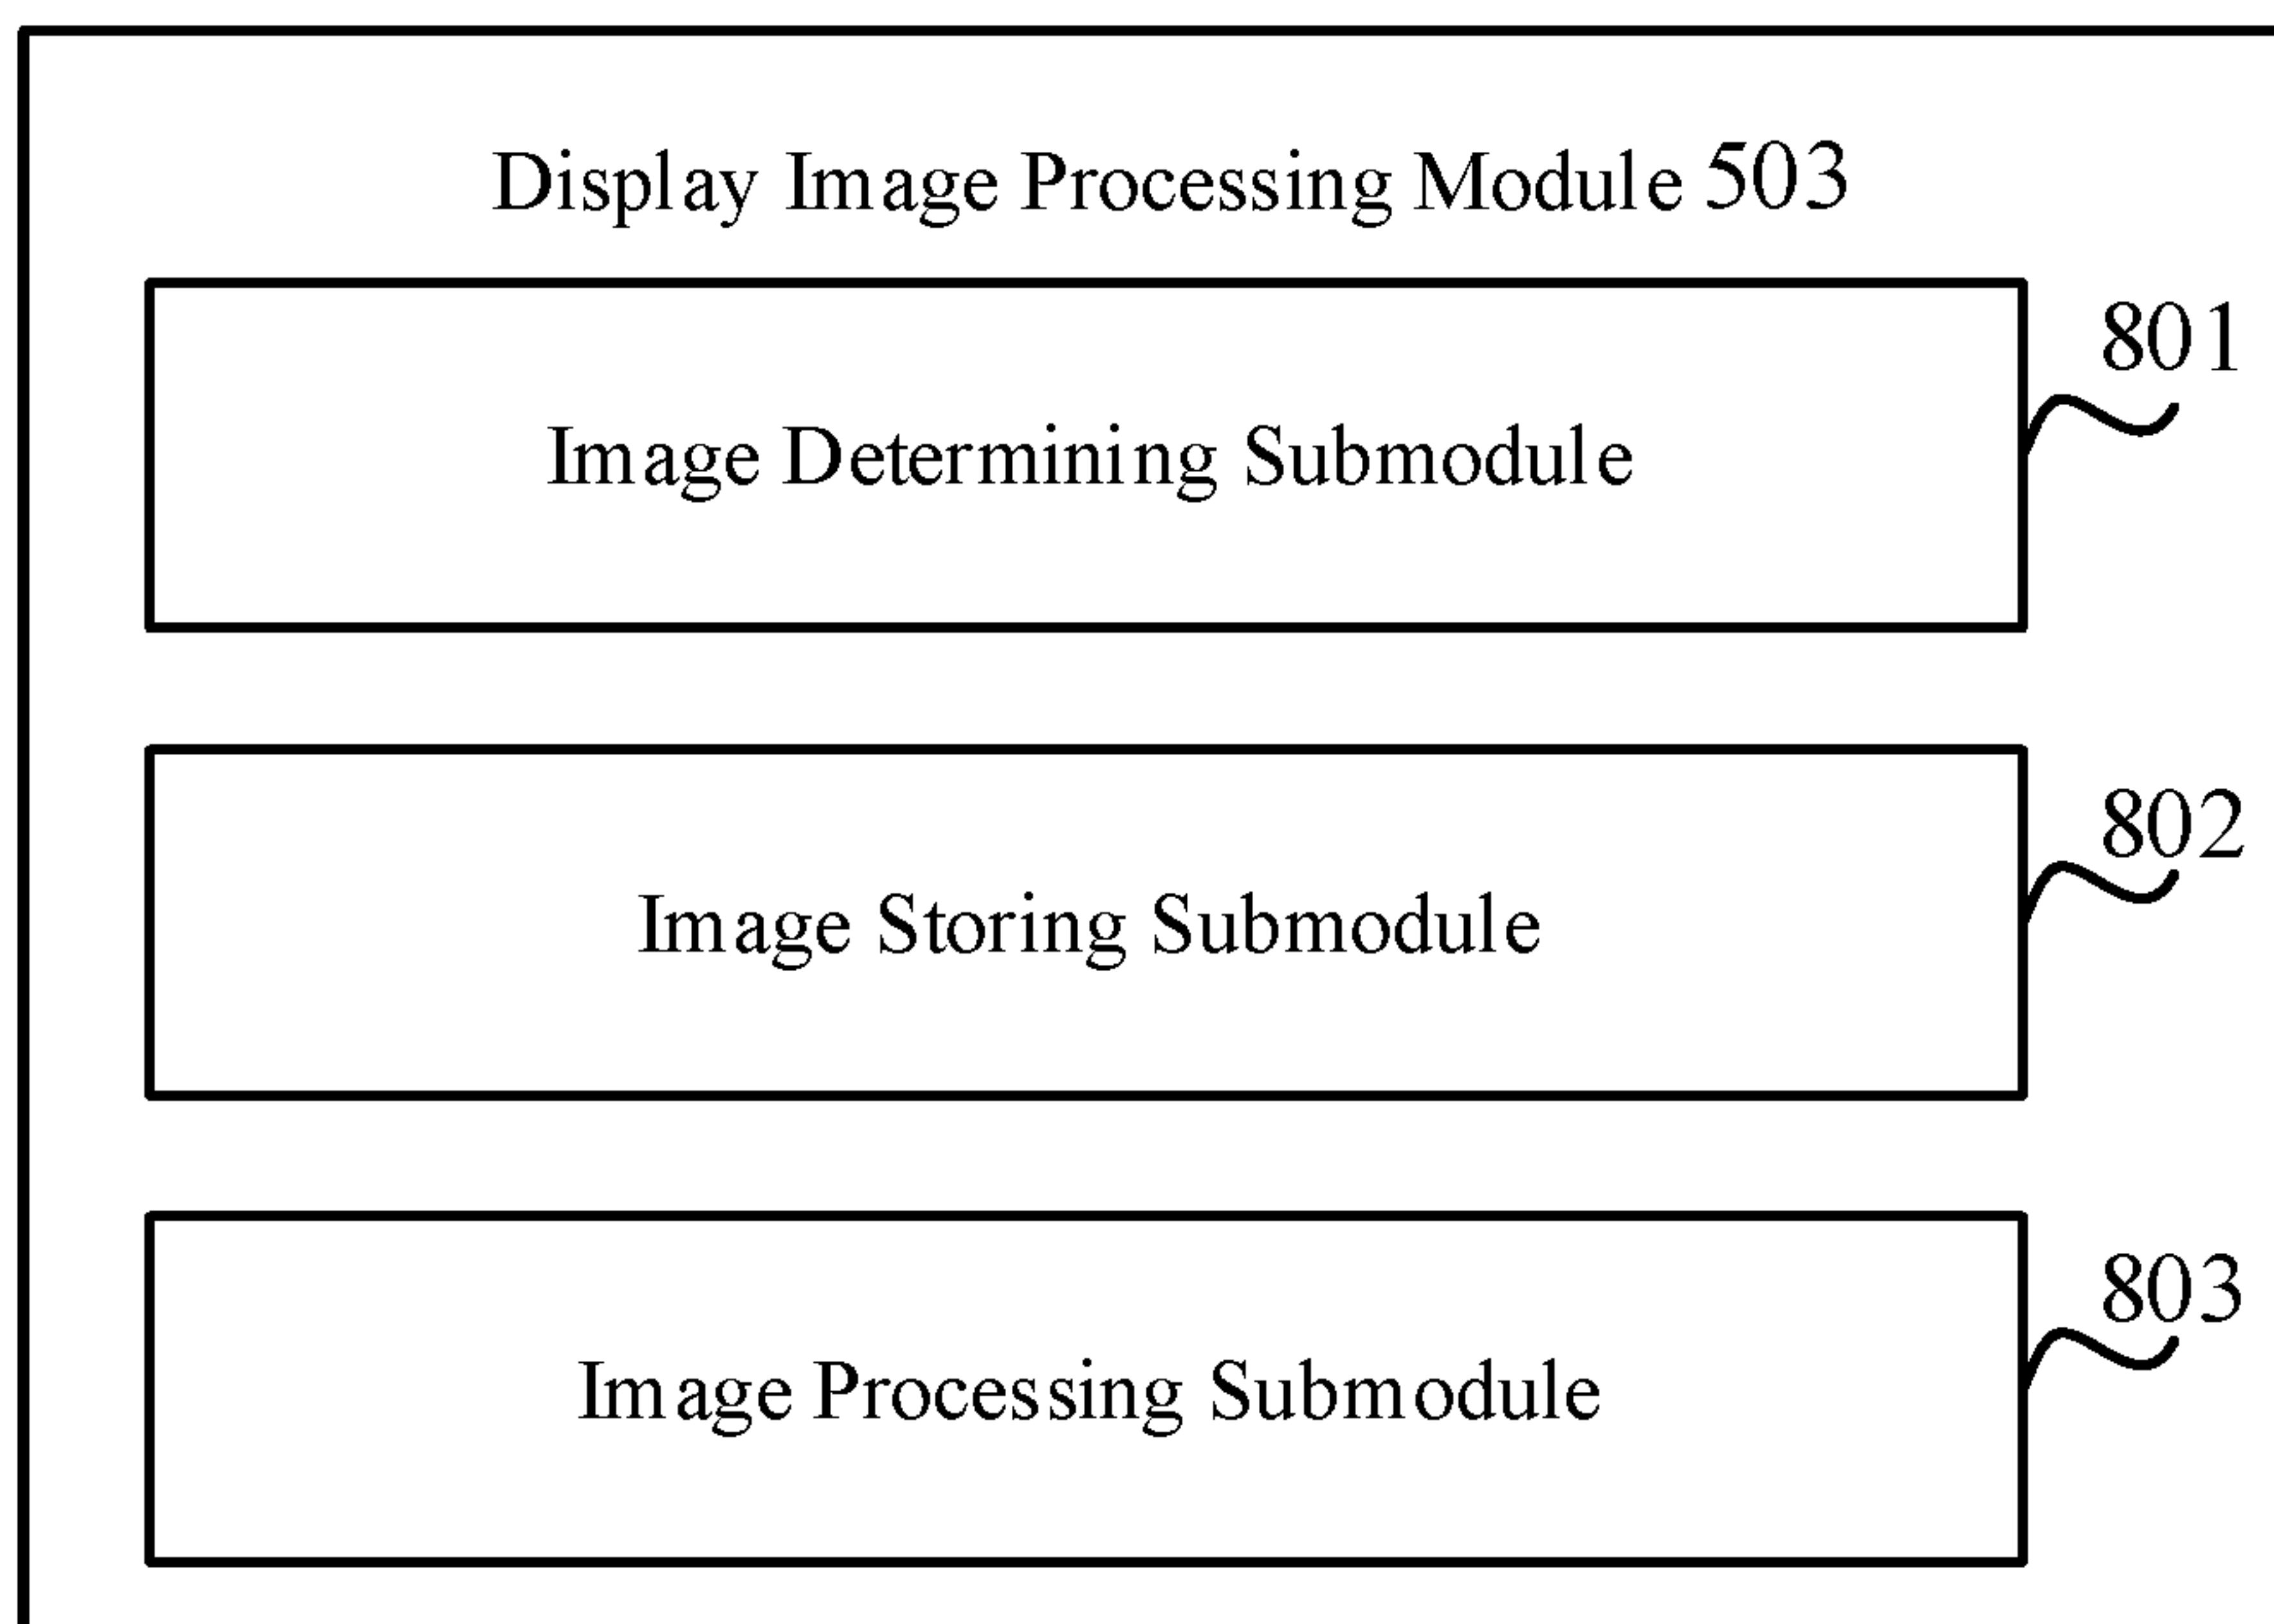 Display Image Processing Module 503
801
Image Determining Submodule
802
Image Storing Submodule
803
Image Processing Submodule